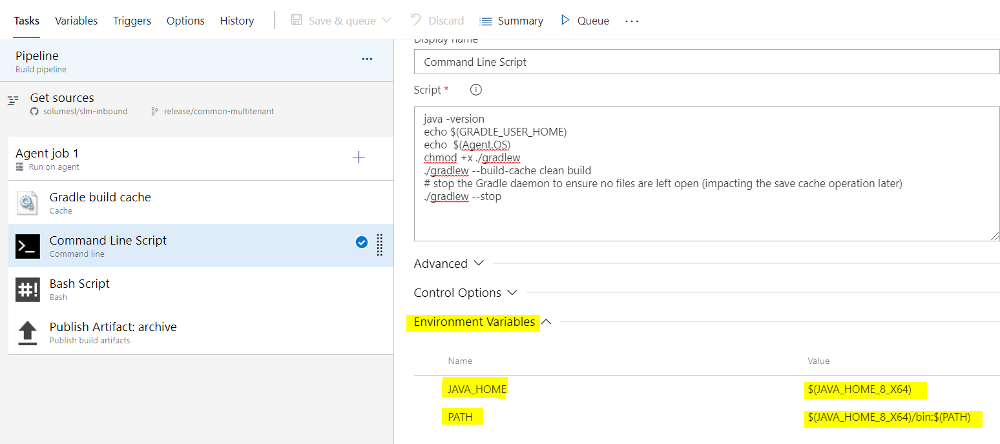 Tasks Variables Triggers Options History Save & queue Discard Summary Queue ...
Pipeline ...
Build pipeline
Get sources
solumesl/slm-inbound release/common-multitenant
Agent job 1
Run on agent
Gradle build cache
Cache
Command Line Script
Command line
Bash Script
Bash
Publish Artifact: archive
Publish build artifacts
Display name
Command Line Script
Script *
java -version
echo $(GRADLE_USER_HOME)
echo  $(Agent.OS)
chmod +x ./gradlew
./gradlew --build-cache clean build
# stop the Gradle daemon to ensure no files are left open (impacting the save cache operation later)
./gradlew --stop
Advanced
Control Options
Environment Variables
Name Value
JAVA_HOME $(JAVA_HOME_8_X64)
PATH $(JAVA_HOME_8_X64)/bin:$(PATH)